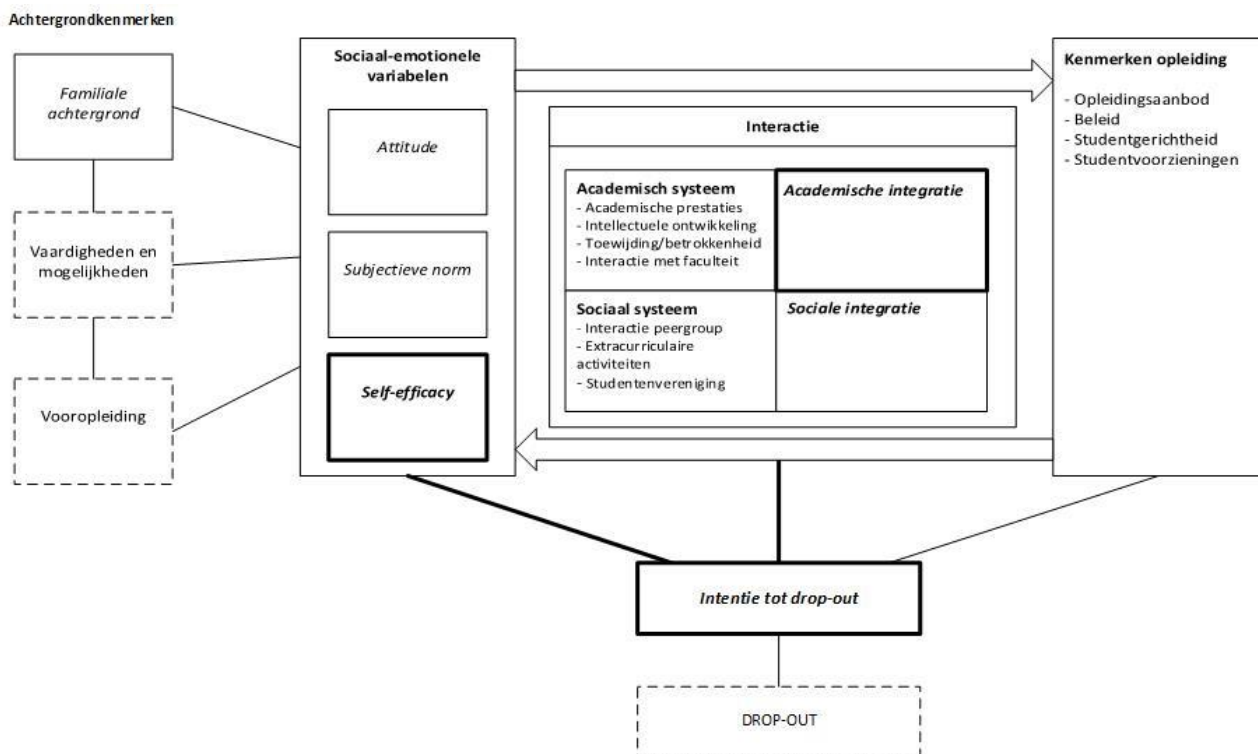 Achtergrondkenmerken
Familiale
achtergrond
Vaardigheden en
mogelijkheden
Vooropleiding
Sociaal-emotionele
variabelen
Attitude
Subjectieve norm
Self-efficacy
Interactie
Academisch systeem
- Academische prestaties
- Intellectuele ontwikkeling
- Toewijding/betrokkenheid
- Interactie met faculteit
Academische integratie
Sociaal systeem
- Interactie peergroup
- Extracurriculaire
activiteiten
- Studentenvereniging
Sociale integratie
Kenmerken opleiding
- Opleidingsaanbod
- Beleid
- Studentgerichtheid
- Studentvoorzieningen
Intentie tot drop-out
DROP-OUT